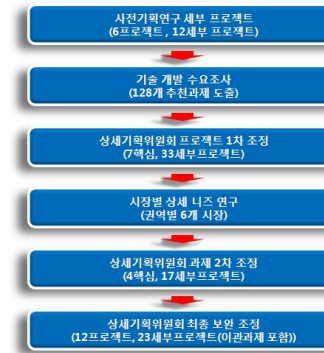 사전기획연구 세부 프로젝트
(6프로젝트 , 12세부 프로젝트)
기술 개발 수요조사
(128개 추천과제 도출)
상세기획위원회 프로젝트 1차 조정
(7핵심, 33세부프로젝트)
시장별 상세 니즈 연구
(권역별 6개 시장)
상세기획위원회 과제 2차 조정
(4핵심, 17세부프로젝트)
상세기획위원회 최종 보완 조정
(12프로젝트, 23세부프로젝트(이관과제 포함))